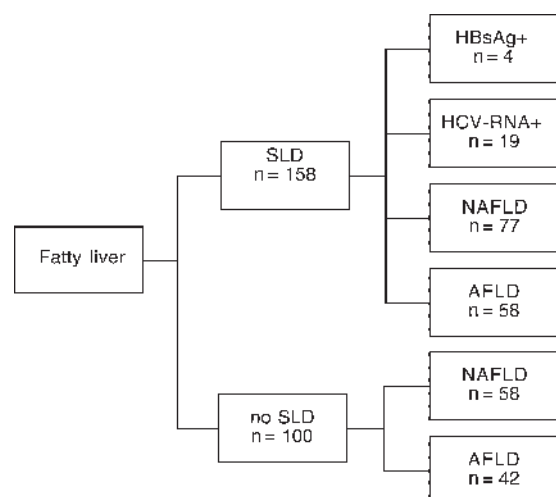 Fatty liver
SLD
n = 158
no SLD
n = 100
HBsAg+
n = 4
HCV-RNA+
n = 19
NAFLD
n = 77
AFLD
n = 58
NAFLD
n = 58
AFLD
n = 42